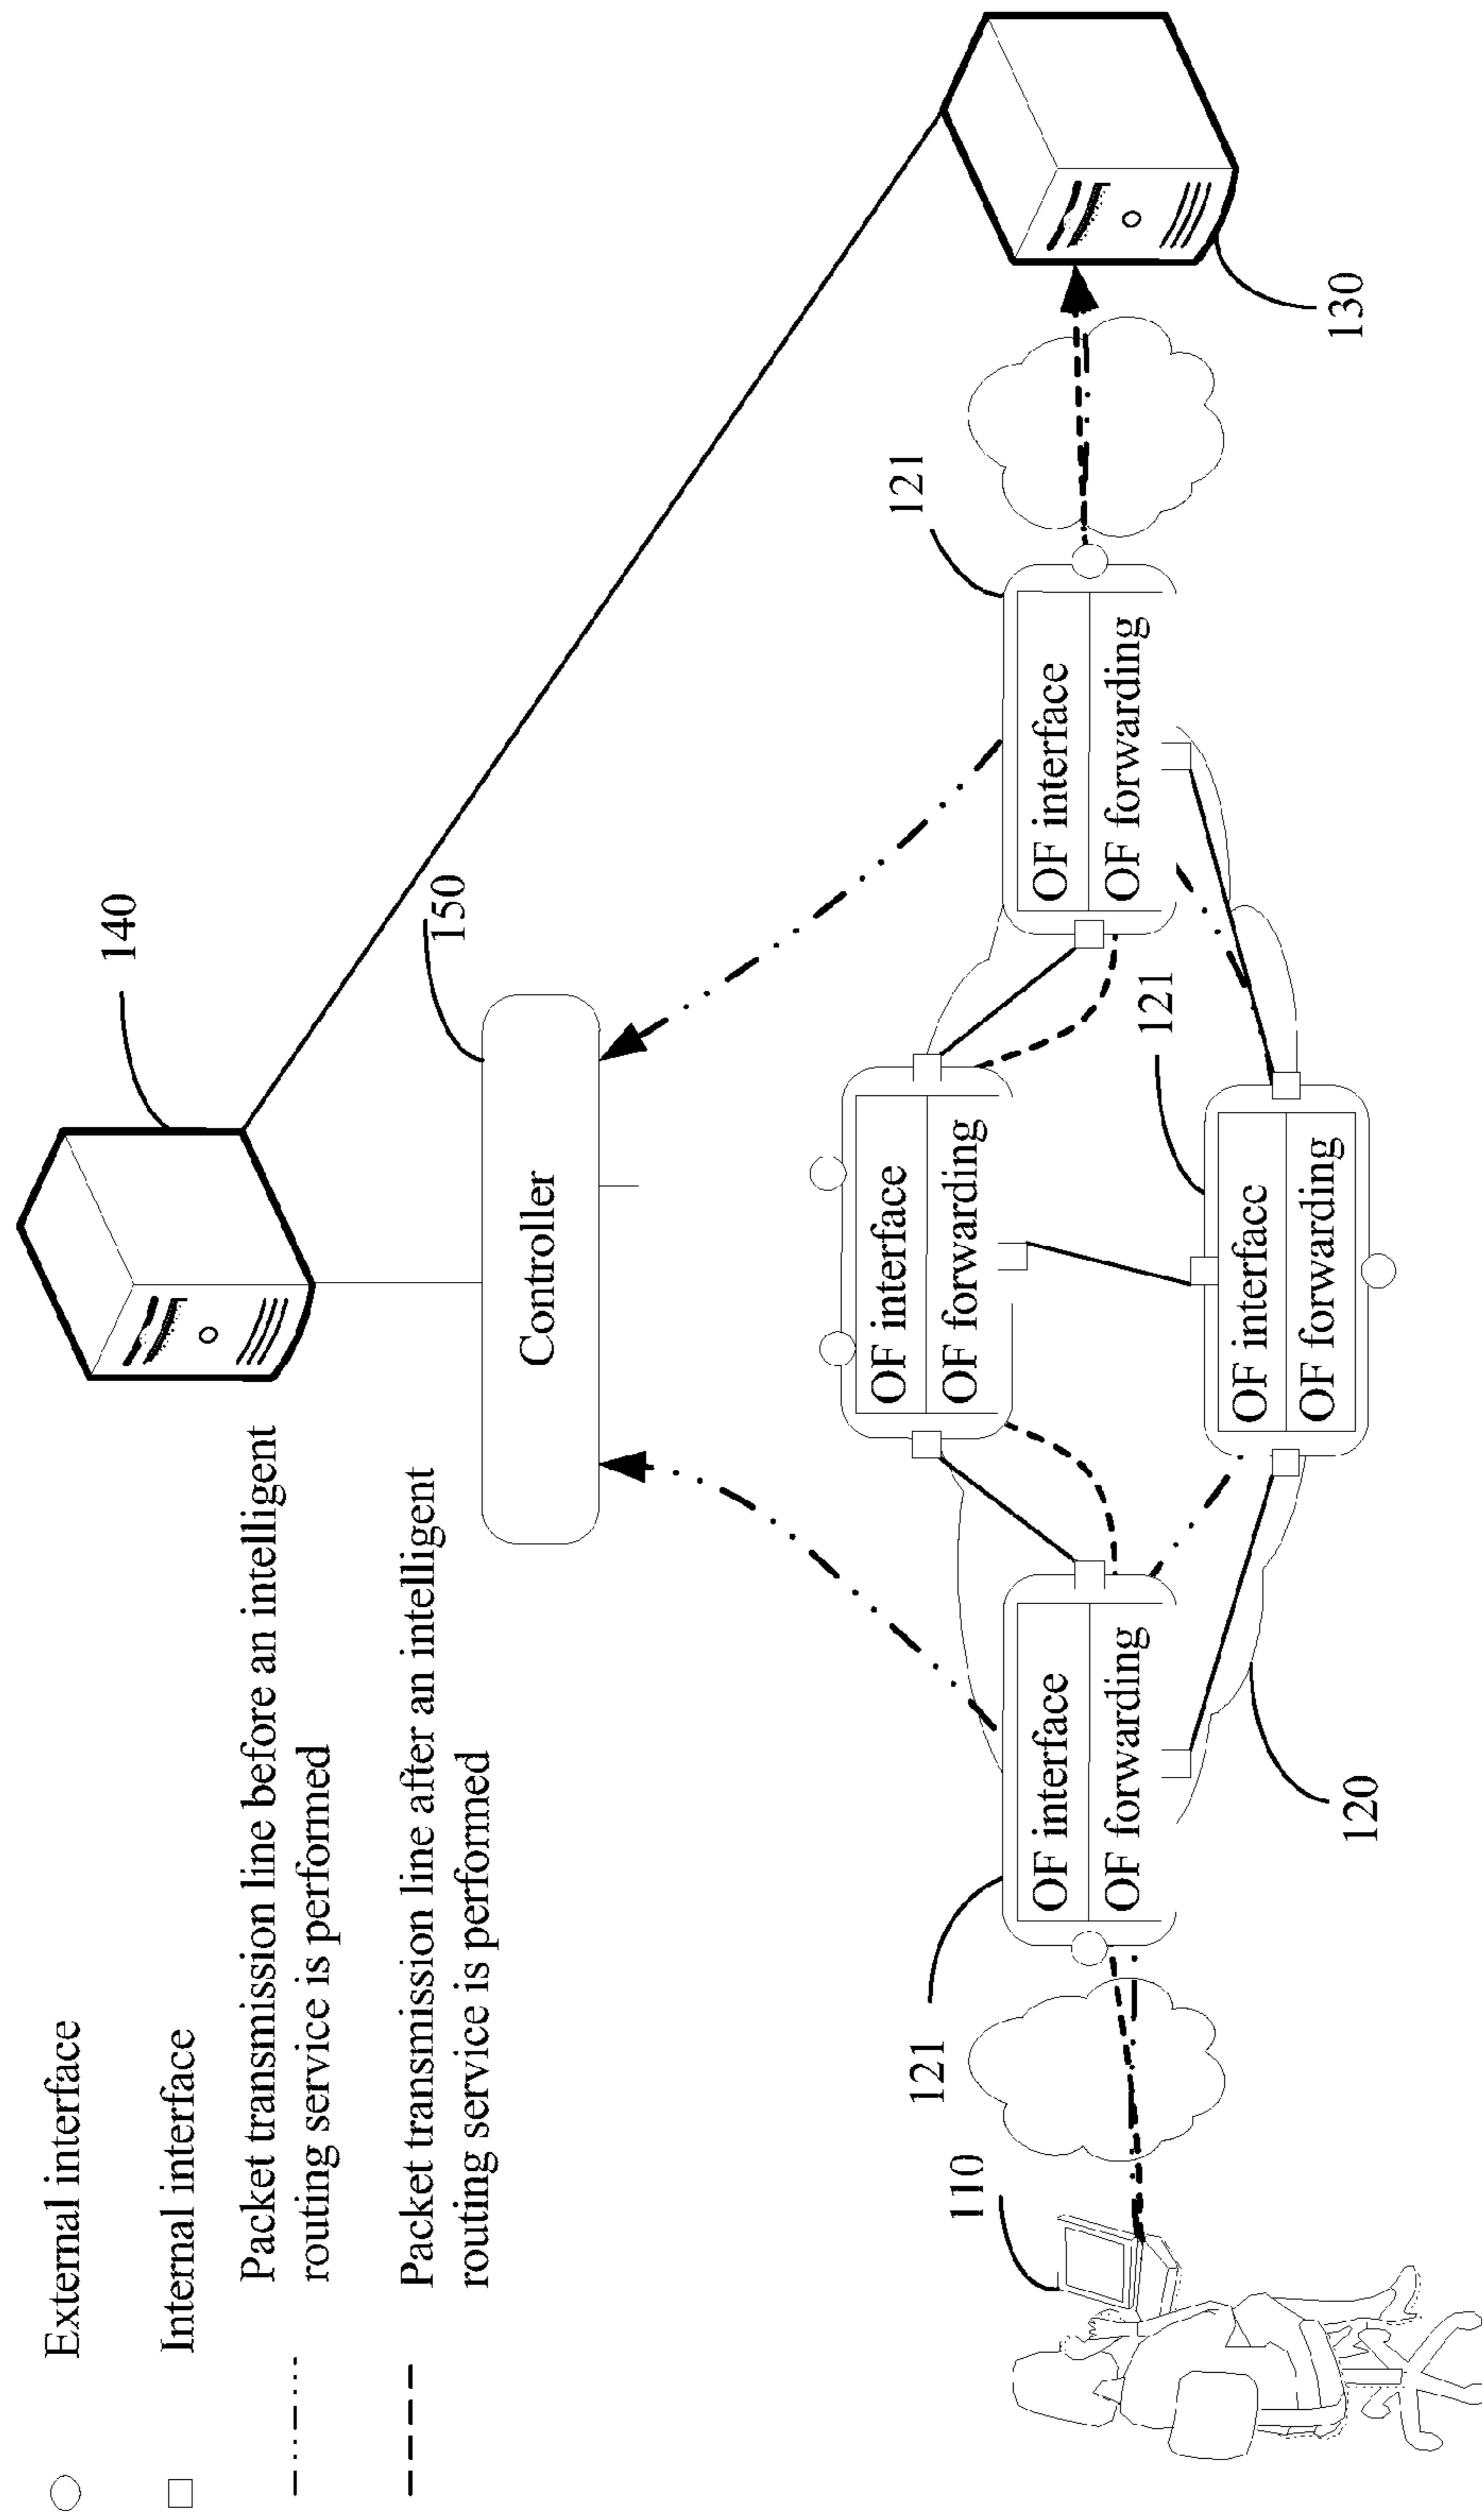 External interface
Internal interface
Packet transmission line before an intelligent
routing service is performed
Packet transmission line after an intelligent
routing service is performed
140
150
Controller
121
OF interface
OF forwarding
121
OF interface
OF forwarding
121
OF interface
OF forwarding
121
OF interface
OF forwarding
110
120
130